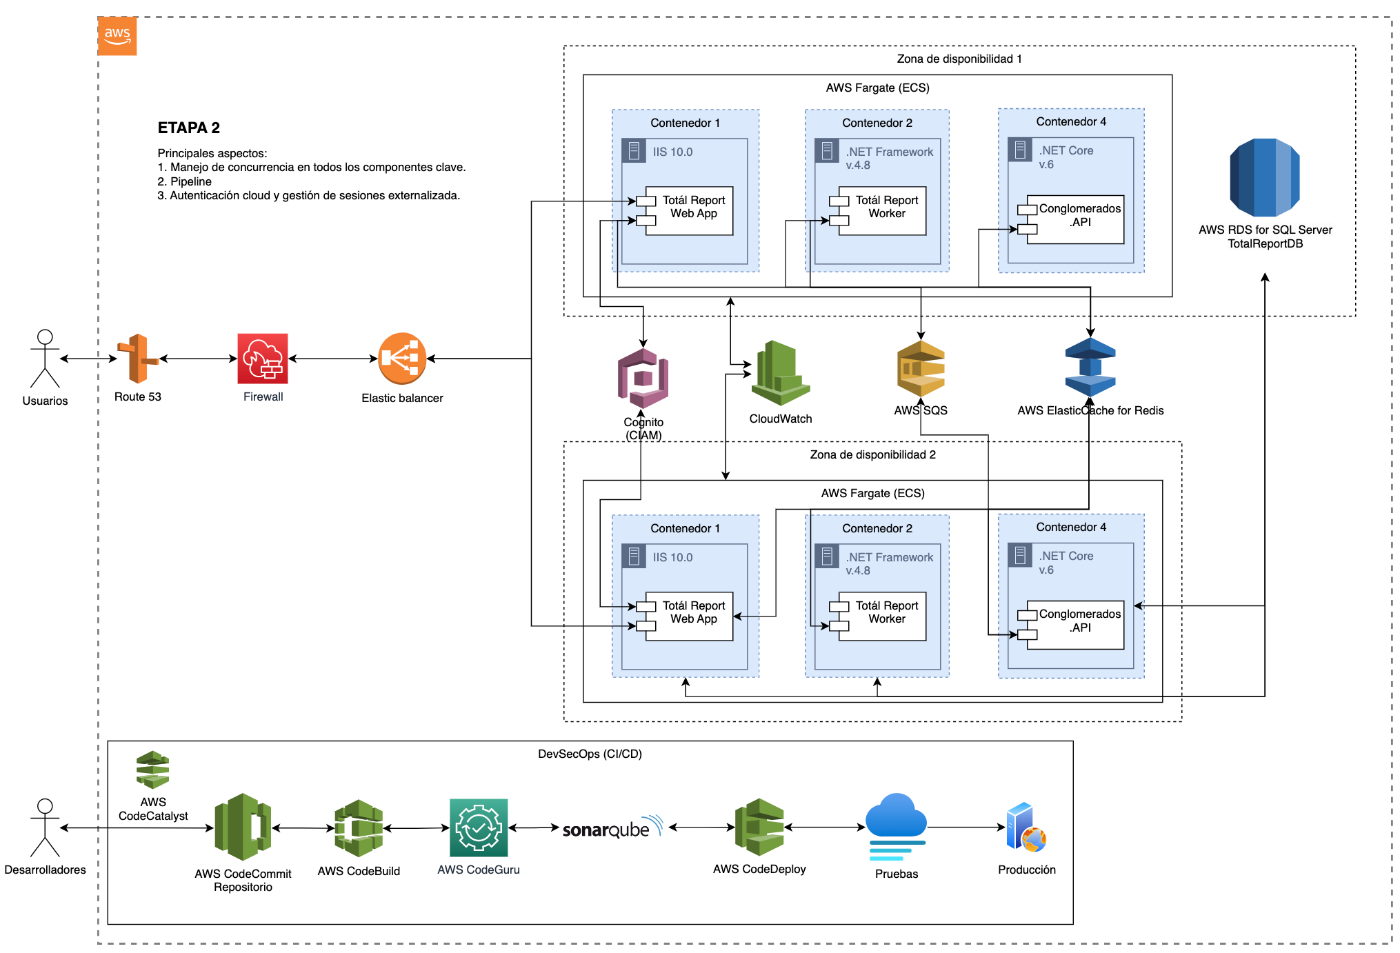 aws
Zona de disponibilidad 1
AWS Fargate (ECS)
ETAPA 2
Principales aspectos:
1. Manejo de concurrencia en todos los componentes clave.
2. Pipeline
3. Autenticación cloud y gestión de sesiones externalizada.
Contenedor 1
IIS 10.0
Totál Report
Web App
Contenedor 2
.NET Framework
v.4.8
Totál Report
Worker
Contenedor 4
.NET Core
v.6
Conglomerados
.API
AWS RDS for SQL Server
TotalReportDB
Usuarios
Route 53
Firewall
Elastic balancer
Cognito
(CIAM)
CloudWatch
AWS SQS
AWS ElasticCache for Redis
Zona de disponibilidad 2
AWS Fargate (ECS)
Contenedor 1
IIS 10.0
Totál Report
Web App
Contenedor 2
.NET Framework
v.4.8
Totál Report
Worker
Contenedor 4
.NET Core
v.6
Conglomerados
.API
DevSecOps (CI/CD)
AWS
CodeCatalyst
Desarrolladores
AWS CodeCommit
Repositorio
AWS CodeBuild
AWS CodeGuru
sonarqube
AWS CodeDeploy
Pruebas
Producción